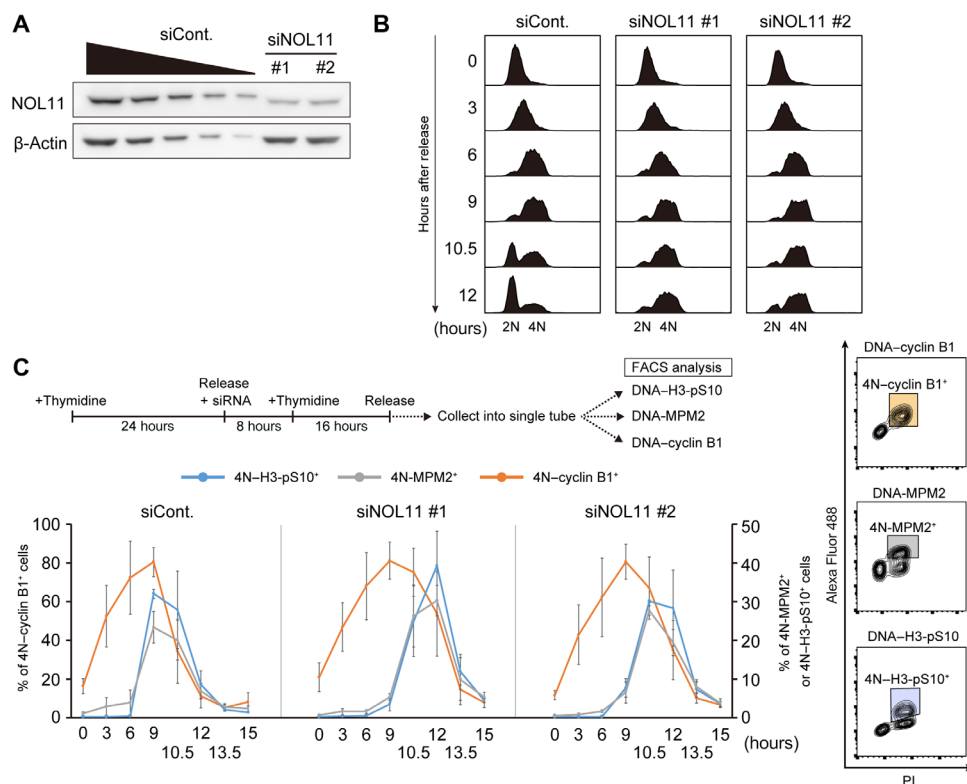 A
siCont.
siNOL11
#1 #2
NOL11
β-Actin
B
siCont. siNOL11 #1 siNOL11 #2
Hours after release
0
3
6
9
10.5
12
(hours)
2N 4N 2N 4N 2N 4N
C
+Thymidine
Release
+ siRNA
+Thymidine
Release
24 hours 8 hours 16 hours
Collect into single tube
FACS analysis
DNA–H3-pS10
DNA-MPM2
DNA–cyclin B1
4N–H3-pS10⁺ 4N-MPM2⁺ 4N–cyclin B1⁺
siCont. siNOL11 #1 siNOL11 #2
% of 4N–cyclin B1⁺ cells
100
80
60
40
20
0
50
40
30
20
10
0
% of 4N-MPM2⁺
or 4N–H3-pS10⁺ cells
0 3 6 9 12 15 0 3 6 9 12 15 0 3 6 9 12 15 (hours)
10.5 13.5 10.5 13.5 10.5 13.5
DNA–cyclin B1
4N–cyclin B1⁺
DNA-MPM2
4N-MPM2⁺
DNA–H3-pS10
4N–H3-pS10⁺
Alexa Fluor 488
PI